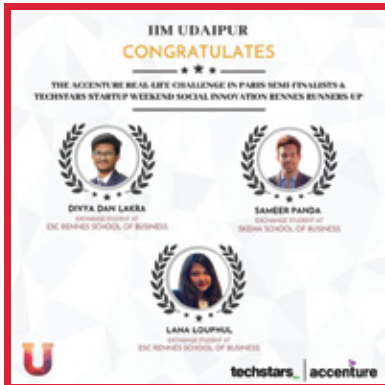 IIM UDAIPUR
CONGRATULATES
THE ACCENTURE REAL-LIFE CHALLENGE IN PARIS SEMI-FINALISTS &
TECHSTARS STARTUP WEEKEND SOCIAL INNOVATION RENNES RUNNERS-UP
DIVYA DAN LAKRA
EXCHANGE STUDENT AT
ESC RENNES SCHOOL OF BUSINESS
SAMEER PANDA
EXCHANGE STUDENT AT
SKEMA SCHOOL OF BUSINESS
LANA LOUPHUL
EXCHANGE STUDENT AT
ESC RENNES SCHOOL OF BUSINESS
U
techstars_ | accenture